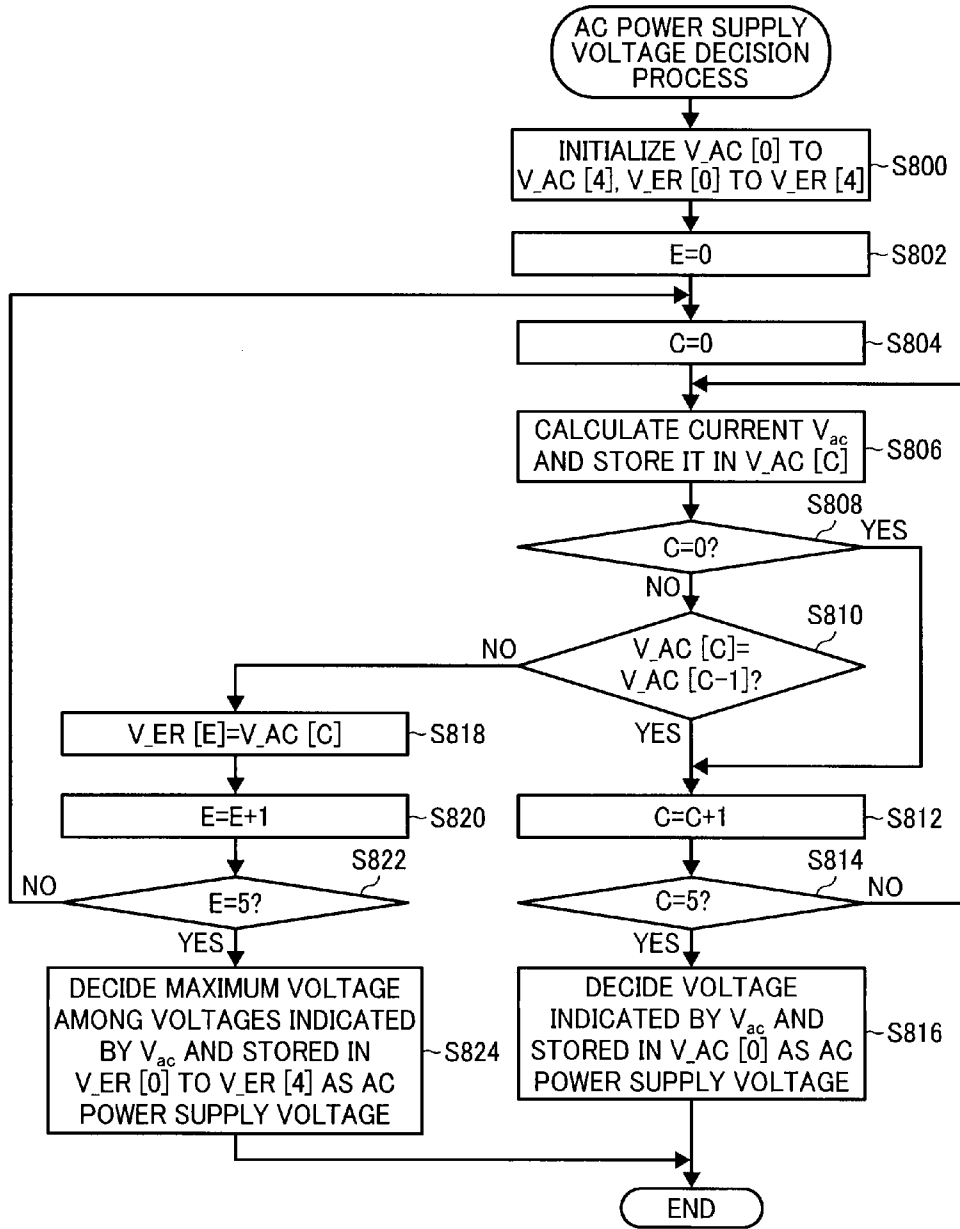 AC POWER SUPPLY
VOLTAGE DECISION
PROCESS
INITIALIZE V_AC [0] TO
V_AC [4], V_ER [0] TO V_ER [4]
S800
E=0
S802
C=0
S804
CALCULATE CURRENT Vac
AND STORE IT IN V_AC [C]
S806
S808
C=0?
YES
NO
S810
V_AC [C]=
V_AC [C-1]?
NO
YES
V_ER [E]=V_AC [C]
S818
E=E+1
S820
C=C+1
S812
S822
E=5?
NO
YES
S814
C=5?
NO
YES
DECIDE MAXIMUM VOLTAGE
AMONG VOLTAGES INDICATED
BY Vac AND STORED IN
V_ER [0] TO V_ER [4] AS AC
POWER SUPPLY VOLTAGE
S824
DECIDE VOLTAGE
INDICATED BY Vac AND
STORED IN V_AC [0] AS AC
POWER SUPPLY VOLTAGE
S816
END